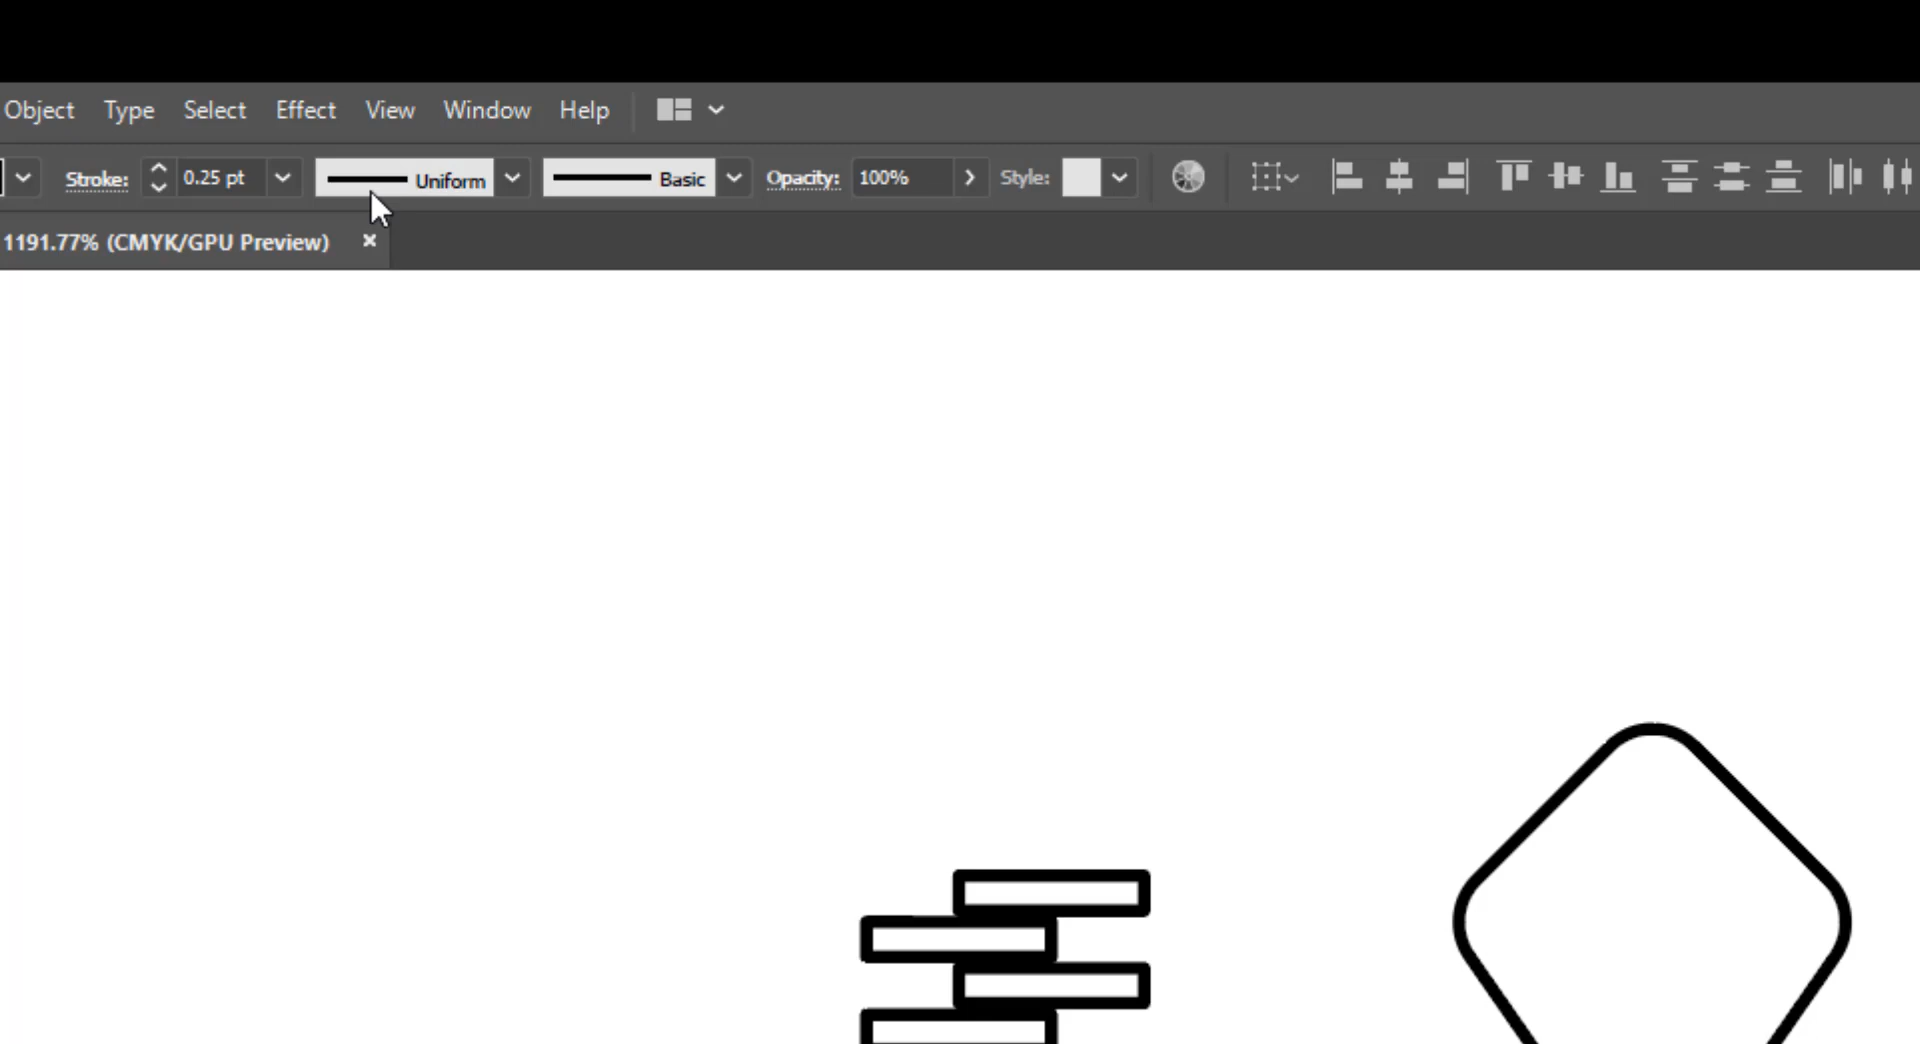 Object Type Select Effect View Window Help
Stroke: 0.25 pt Uniform Basic Opacity: 100% Style:
1191.77% (CMYK/GPU Preview) ×